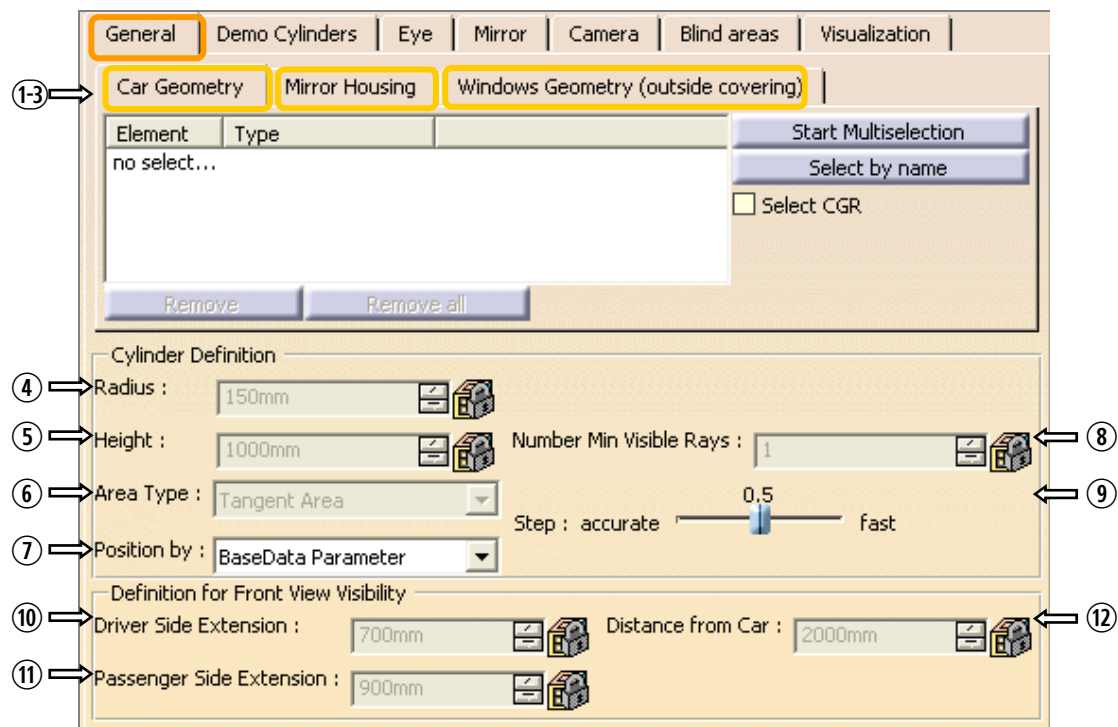 General Demo Cylinders Eye Mirror Camera Blind areas Visualization
1-3 Car Geometry Mirror Housing Windows Geometry (outside covering)
Element Type Start Multiselection
no select... Select by name
Select CGR
Remove Remove all
Cylinder Definition
④ Radius : 150mm
⑤ Height : 1000mm Number Min Visible Rays : 1 ⑧
⑥ Area Type : Tangent Area 0.5 ⑨
Step : accurate fast
⑦ Position by : BaseData Parameter
Definition for Front View Visibility
⑩ Driver Side Extension : 700mm Distance from Car : 2000mm ⑫
⑪ Passenger Side Extension : 900mm